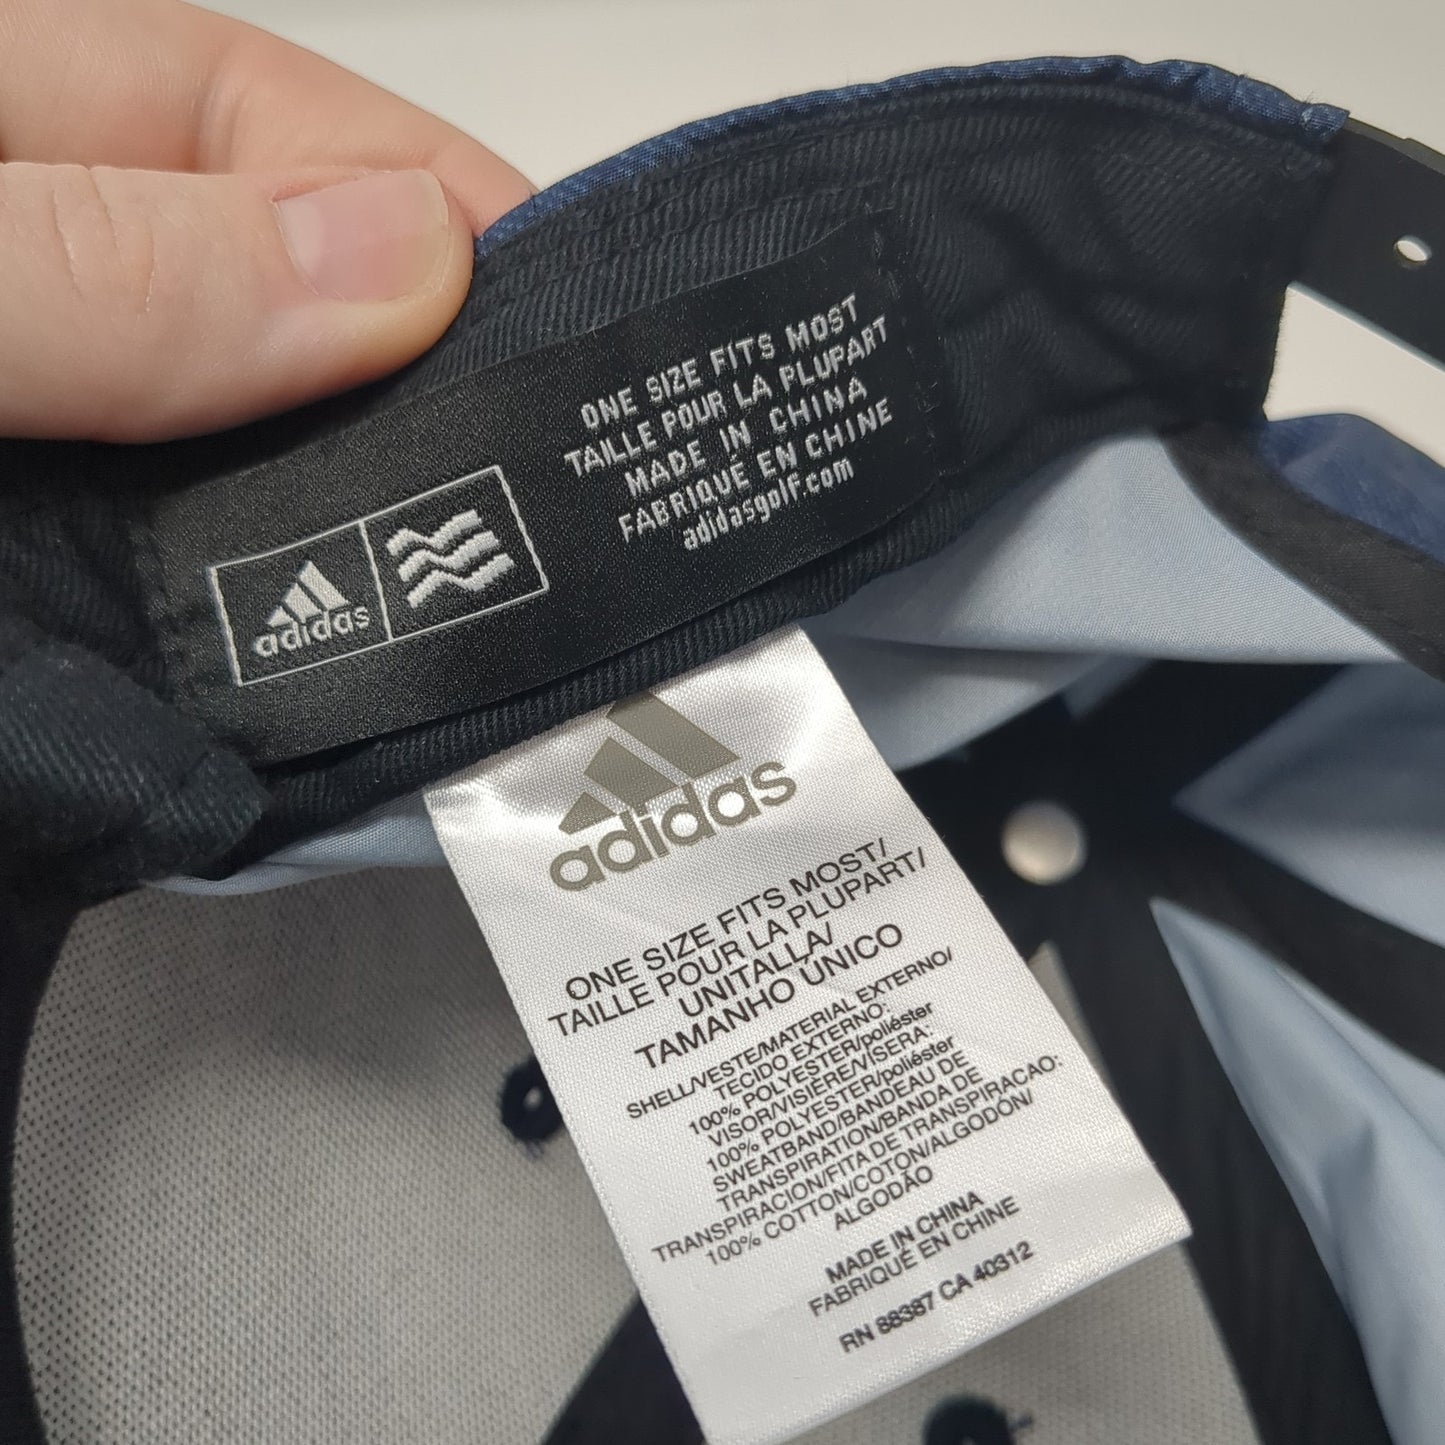 ONE SIZE FITS MOST
TAILLE POUR LA PLUPART
MADE IN CHINA
FABRIQUE EN CHINE
adidasgolf.com
adidas
adidas
ONE SIZE FITS MOST/
TAILLE POUR LA PLUPART/
UNITALLA/
TAMANHO ÚNICO
SHELL/VESTE/MATERIAL EXTERNO/
TECIDO EXTERNO:
100% POLYESTER/poliéster
VISOR/VISIÈRE/VÍSERA:
100% POLYESTER/poliéster
SWEATBAND/BANDEAU DE
TRANSPIRATION/BANDA DE
TRANSPIRACION/FITA DE TRANSPIRACAO:
100% COTTON/COTON/ALGODÓN/
ALGODÃO
MADE IN CHINA
FABRIQUÉ EN CHINE
RN 88387 CA 40312